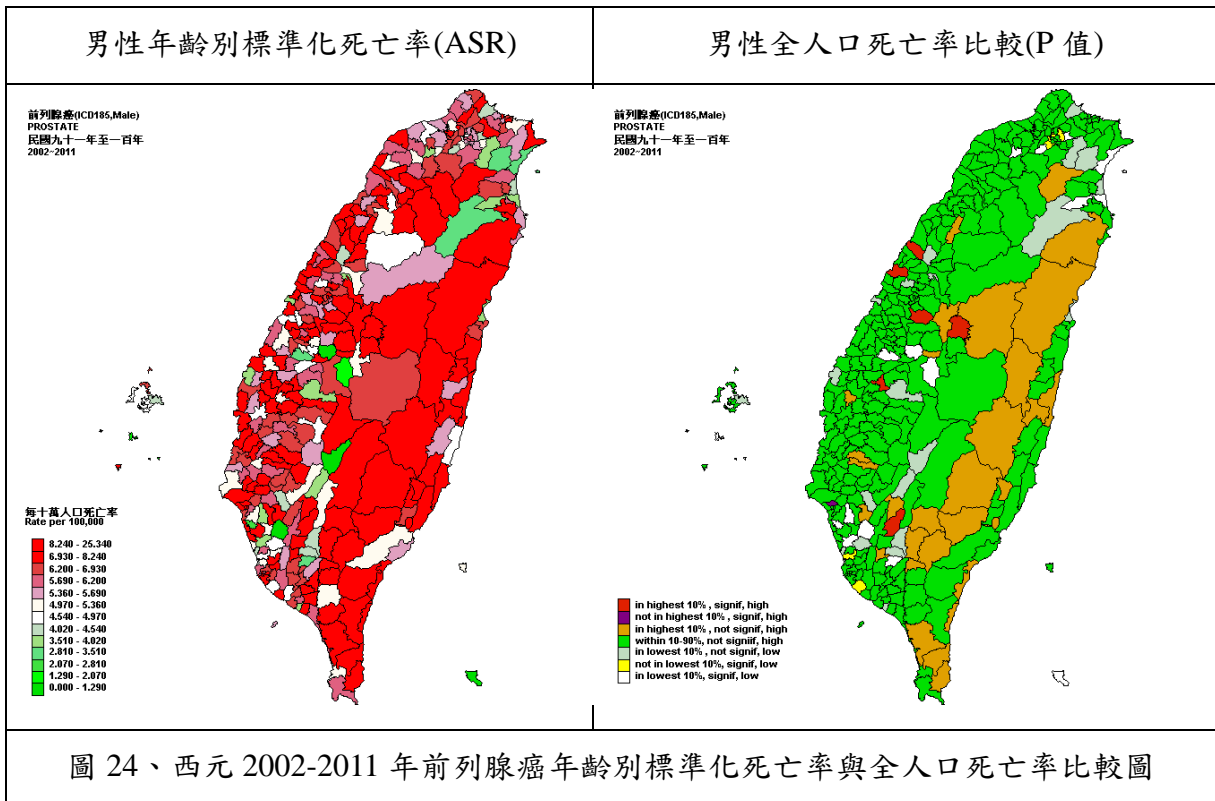 男性年齡別標準化死亡率(ASR)
男性全人口死亡率比較(P 值)
前列腺癌(ICD185,Male)
PROSTATE
民國九十一年至一百年
2002~2011
每十萬人口死亡率
Rate per 100,000
8.240 - 25.340
6.930 - 8.240
6.200 - 6.930
5.690 - 6.200
5.360 - 5.690
4.970 - 5.360
4.540 - 4.970
4.020 - 4.540
3.510 - 4.020
2.810 - 3.510
2.070 - 2.810
1.290 - 2.070
0.000 - 1.290
前列腺癌(ICD185,Male)
PROSTATE
民國九十一年至一百年
2002~2011
in highest 10% , signif, high
not in highest 10% , signif, high
in highest 10% , not signif, high
within 10-90%, not signiif, high
in lowest 10% , not signif, low
not in lowest 10%, signif, low
in lowest 10%, signif, low
圖 24、西元 2002-2011 年前列腺癌年齡別標準化死亡率與全人口死亡率比較圖